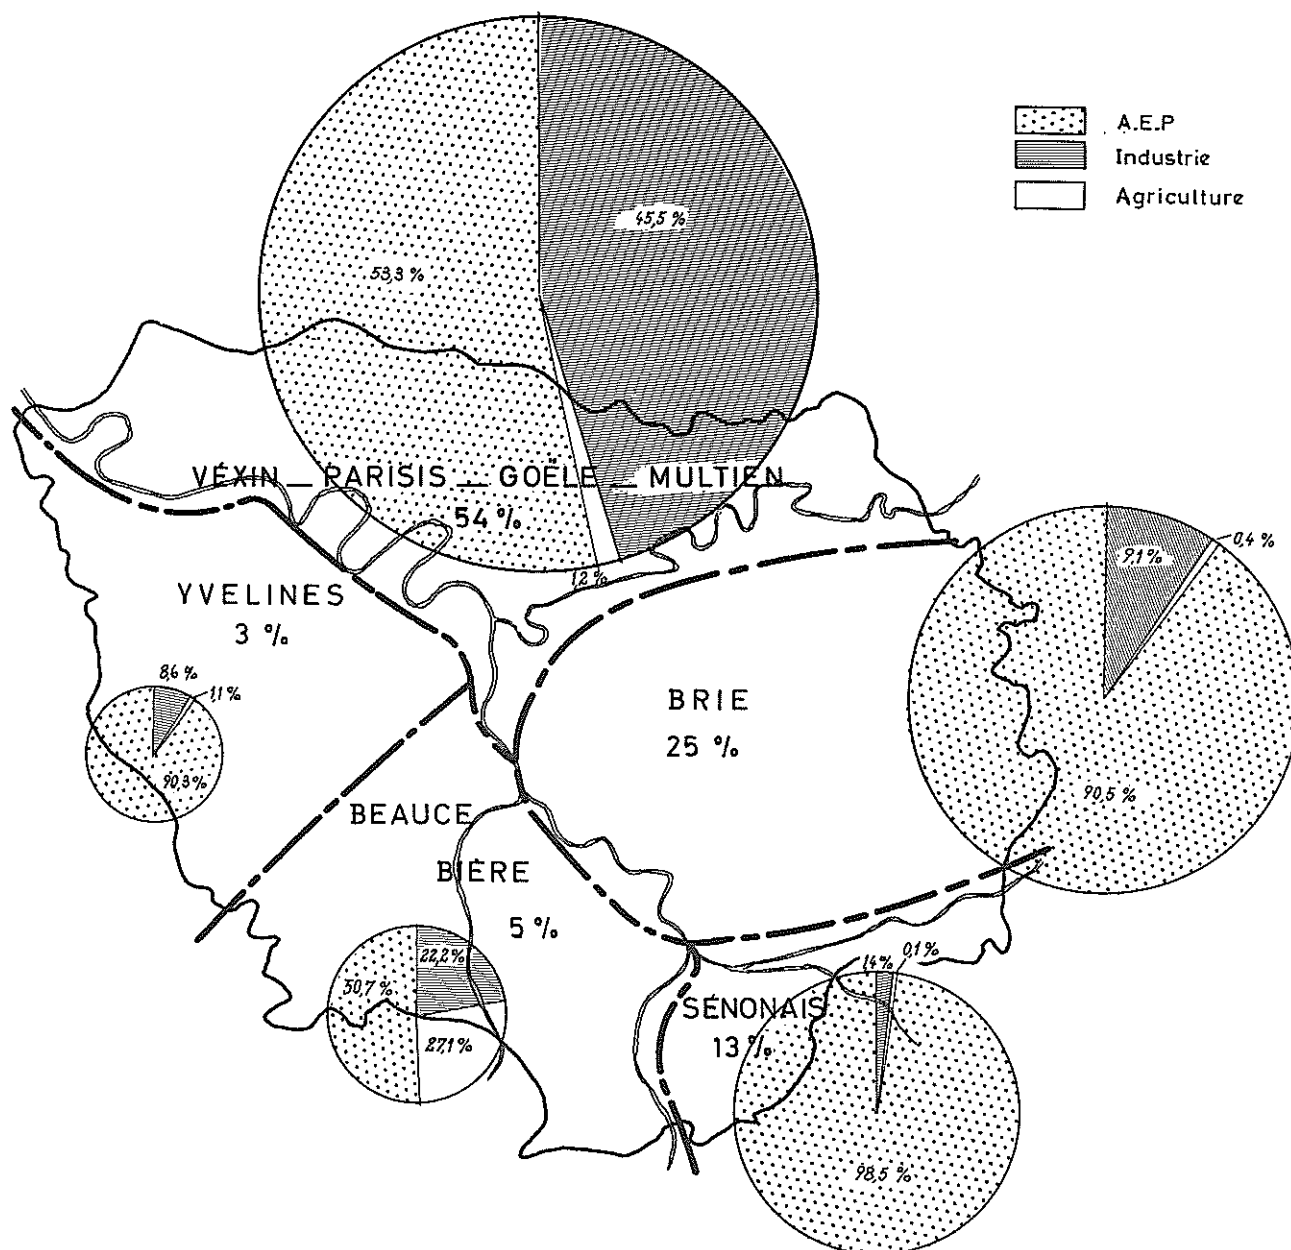 A.E.P
Industrie
Agriculture
45,5 %
53,3 %
VÉXIN _ PARISIS _ GOËLE _ MULTIEN
54 %
1,2 %
0,4 %
9,1 %
YVELINES
3 %
8,6 %
1,1 %
90,3 %
BRIE
25 %
90,5 %
BEAUCE
BIÈRE
5 %
22,2 %
50,7 %
27,1 %
1,4 %
0,1 %
SÉNONAIS
13 %
98,5 %